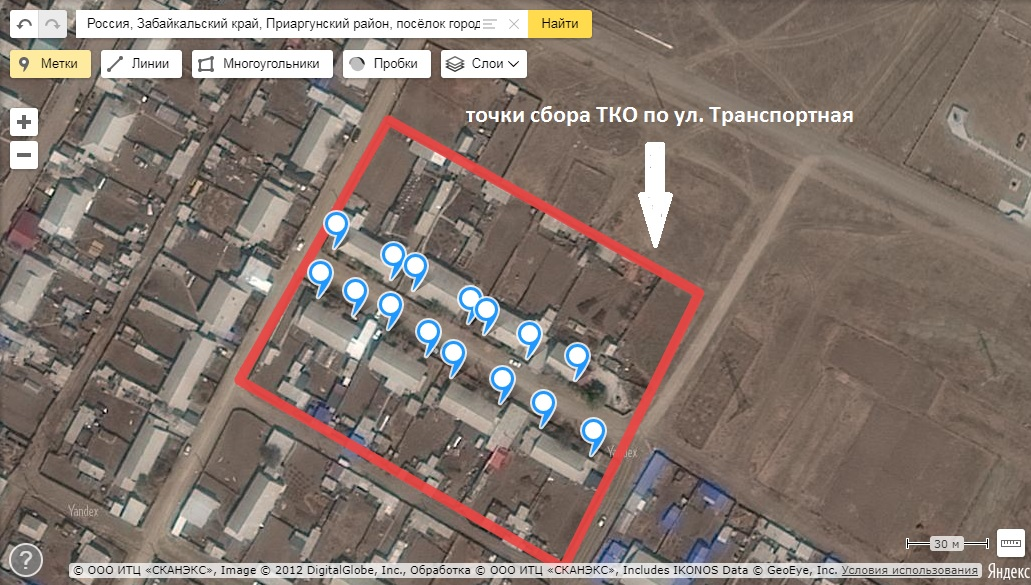 Россия, Забайкальский край, Приаргунский район, посёлок город
Найти
Метки
Линии
Многоугольники
Пробки
Слои
точки сбора ТКО по ул. Транспортная
Yandex
Yandex
30 м
?
© ООО ИТЦ «СКАНЭКС», Image © 2012 DigitalGlobe, Inc., Обработка © ООО ИТЦ «СКАНЭКС», Includes IKONOS Data © GeoEye, Inc. Условия использования
Яндекс